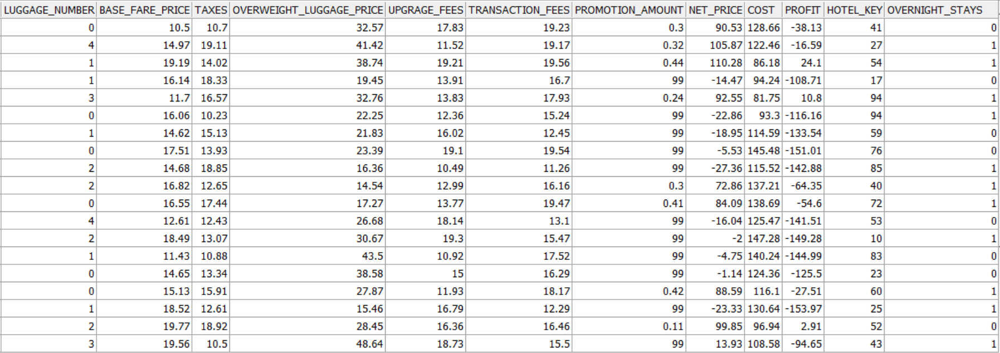 LUGGAGE_NUMBER BASE_FARE_PRICE TAXES OVERWEIGHT_LUGGAGE_PRICE UPGRAGE_FEES TRANSACTION_FEES PROMOTION_AMOUNT NET_PRICE COST PROFIT HOTEL_KEY OVERNIGHT_STAYS
0 10.5 10.7 32.57 17.83 19.23 0.3 90.53 128.66 -38.13 41 0
4 14.97 19.11 41.42 11.52 19.17 0.32 105.87 122.46 -16.59 27 1
1 19.19 14.02 38.74 19.21 19.56 0.44 110.28 86.18 24.1 54 1
1 16.14 18.33 19.45 13.91 16.7 99 -14.47 94.24 -108.71 17 0
3 11.7 16.57 32.76 13.83 17.93 0.24 92.55 81.75 10.8 94 1
0 16.06 10.23 22.25 12.36 15.24 99 -22.86 93.3 -116.16 94 1
1 14.62 15.13 21.83 16.02 12.45 99 -18.95 114.59 -133.54 59 0
0 17.51 13.93 23.39 19.1 19.54 99 -5.53 145.48 -151.01 76 0
2 14.68 18.85 16.36 10.49 11.26 99 -27.36 115.52 -142.88 85 1
2 16.82 12.65 14.54 12.99 16.16 0.3 72.86 137.21 -64.35 40 1
0 16.55 17.44 17.27 13.77 19.47 0.41 84.09 138.69 -54.6 72 1
4 12.61 12.43 26.68 18.14 13.1 99 -16.04 125.47 -141.51 53 0
2 18.49 13.07 30.67 19.3 15.47 99 -2 147.28 -149.28 10 1
1 11.43 10.88 43.5 10.92 17.52 99 -4.75 140.24 -144.99 83 0
0 14.65 13.34 38.58 15 16.29 99 -1.14 124.36 -125.5 23 0
0 15.13 15.91 27.87 11.93 18.17 0.42 88.59 116.1 -27.51 60 1
1 18.52 12.61 15.46 16.79 12.29 99 -23.33 130.64 -153.97 25 1
2 19.77 18.92 28.45 16.36 16.46 0.11 99.85 96.94 2.91 52 0
3 19.56 10.5 48.64 18.73 15.5 99 13.93 108.58 -94.65 43 1